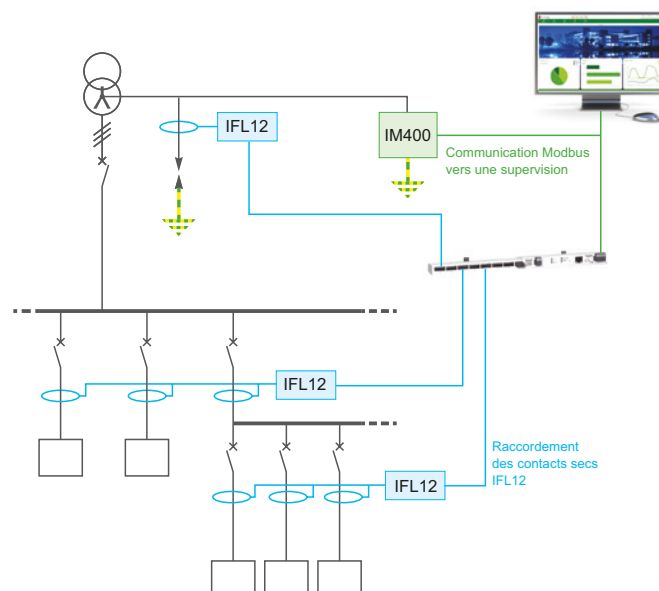 IFL12
IM400
Communication Modbus
vers une supervision
IFL12
Raccordement
des contacts secs
IFL12
IFL12